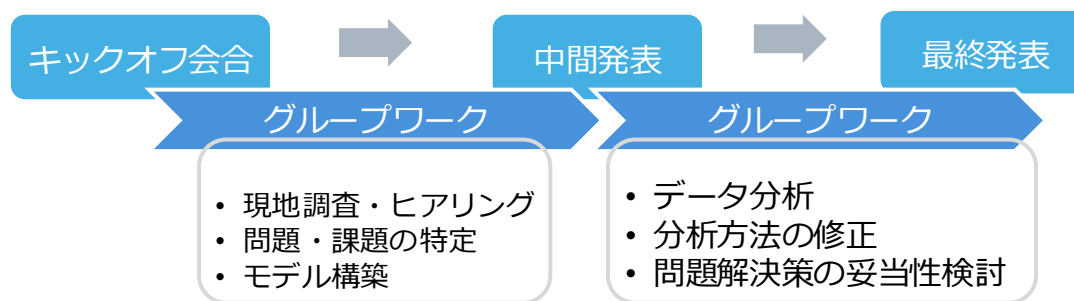 キックオフ会合
中間発表
最終発表
グループワーク
グループワーク
• 現地調査・ヒアリング
• 問題・課題の特定
• モデル構築
• データ分析
• 分析方法の修正
• 問題解決策の妥当性検討